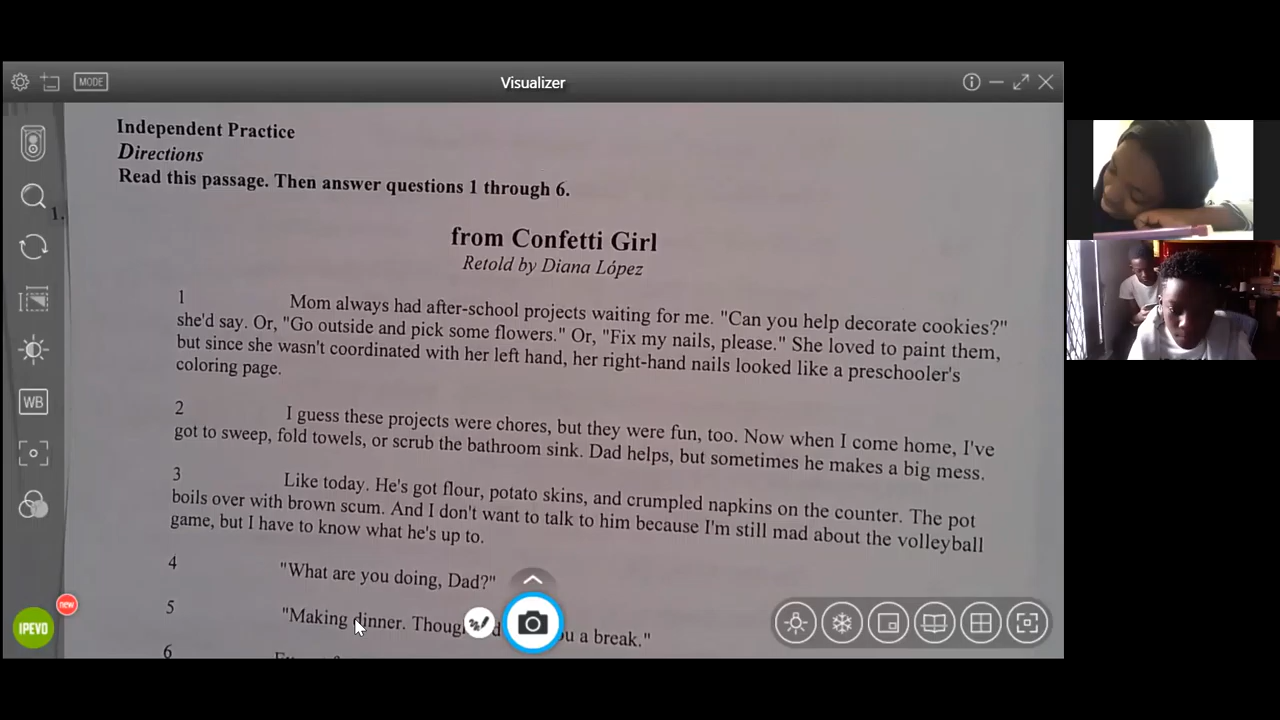 MODE
Visualizer
Independent Practice
Directions
Read this passage. Then answer questions 1 through 6.
1.
from Confetti Girl
Retold by Diana López
1 Mom always had after-school projects waiting for me. "Can you help decorate cookies?"
she'd say. Or, "Go outside and pick some flowers." Or, "Fix my nails, please." She loved to paint them,
but since she wasn't coordinated with her left hand, her right-hand nails looked like a preschooler's
coloring page.
2 I guess these projects were chores, but they were fun, too. Now when I come home, I've
got to sweep, fold towels, or scrub the bathroom sink. Dad helps, but sometimes he makes a big mess.
3 Like today. He's got flour, potato skins, and crumpled napkins on the counter. The pot
boils over with brown scum. And I don't want to talk to him because I'm still mad about the volleyball
game, but I have to know what he's up to.
4 "What are you doing, Dad?"
5 "Making dinner. a break."
6
WB
new
IPEVO